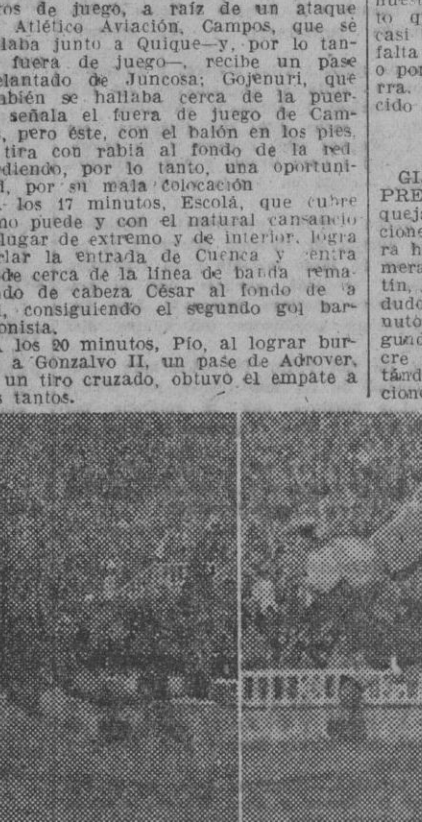 ros de juego, a raíz de un ataque
Atlético Aviación, Campos, que se
llaba junto a Quique—y, por lo tan-
fuera de juego—, recibe un pase
elantado de Juncosa; Gojenuri, que
abién se hallaba cerca de la puer-
señala el fuera de juego de Cam-
, pero éste, con el balón en los pies,
tira con rabia al fondo de la red,
diendo, por lo tanto, una oportuni-
d, por su mala colocación
los 17 minutos, Escolá, que cubre
no puede y con el natural cansancio
lugar de extremo y de interior, logra
rlar la entrada de Cuenca y entra
de cerca de la línea de banda rema-
do de cabeza César al fondo de a
, consiguiendo el segundo gol bar-
onista.
los 20 minutos, Pío, al lograr bur-
a Gonzalvo II, un pase de Adrover,
un tiro cruzado, obtuvo el empate a
s tantos.
to q
casi
falta
o por
rra.
cido
GI
PRE
queja
cione
ra h
mera
tín,
dudo
nuto
gund
cre
tánd
cione